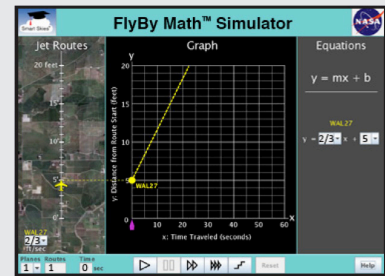 FlyBy Math™ Simulator
Smart Skies™
NASA
Jet Routes
20 feet
15'
10'
5'
0'
WAL27
2/3
ft/sec
Graph
y
20
15
10
5
0
WAL27
0 10 20 30 40 50 60 x
y: Distance from Route Start (feet)
x: Time Traveled (seconds)
Equations
y = mx + b
WAL27
y = 2/3 x + 5
Planes Routes Time
1 - 1 0 sec
Reset
Help